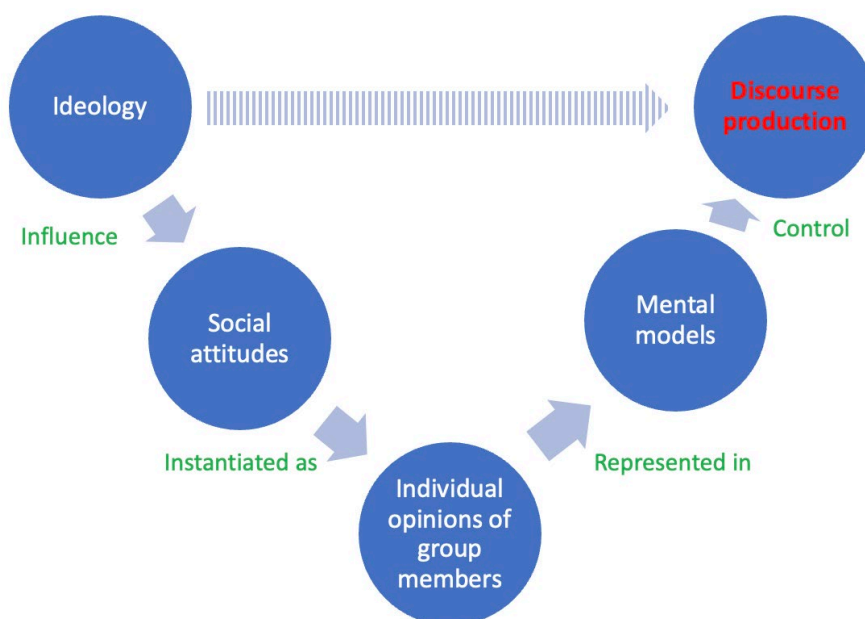 Ideology
Discourse
production
Influence
Control
Social
attitudes
Mental
models
Instantiated as
Represented in
Individual
opinions of
group
members